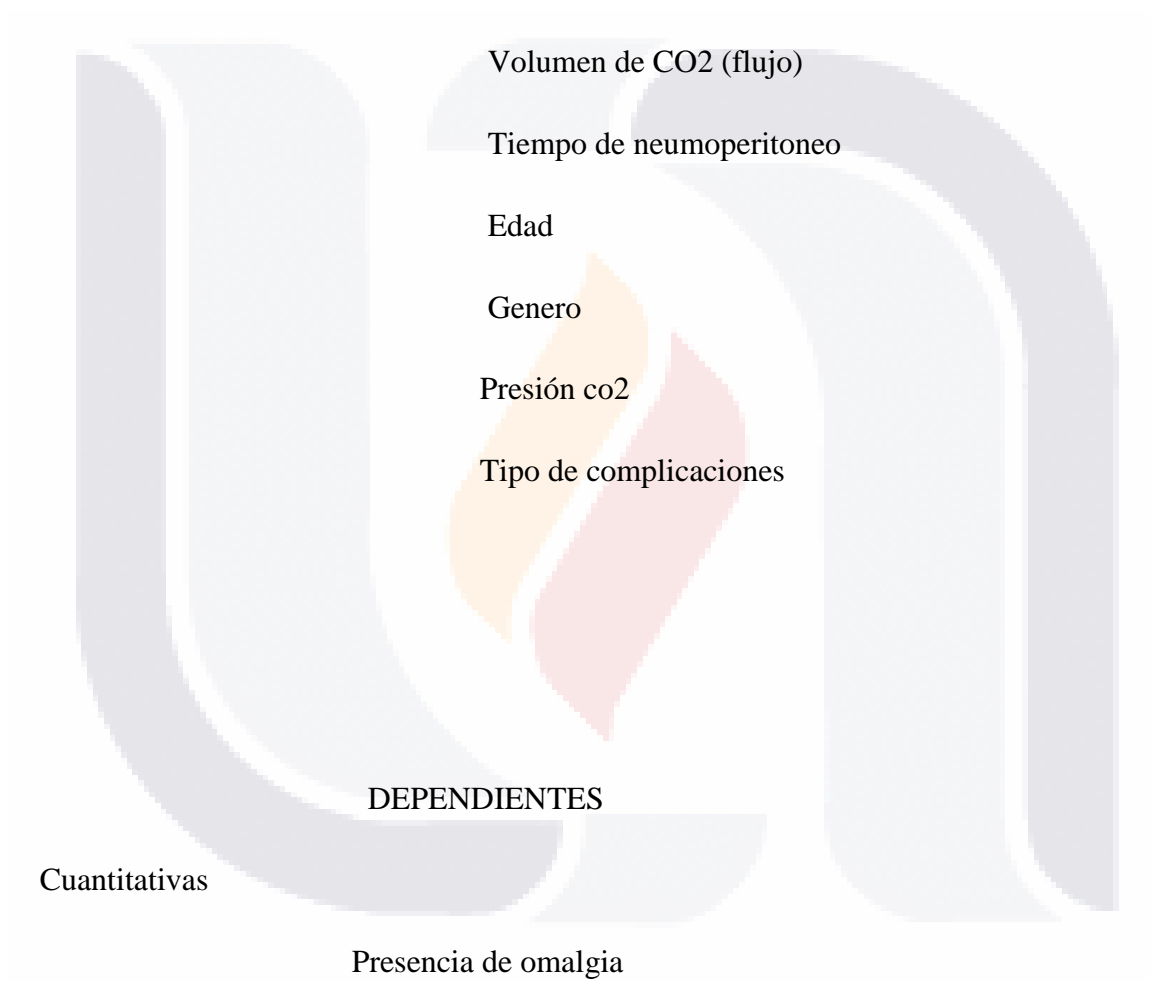 Volumen de CO2 (flujo)
Tiempo de neumoperitoneo
Edad
Genero
Presión co2
Tipo de complicaciones
DEPENDIENTES
Cuantitativas
Presencia de omalgia